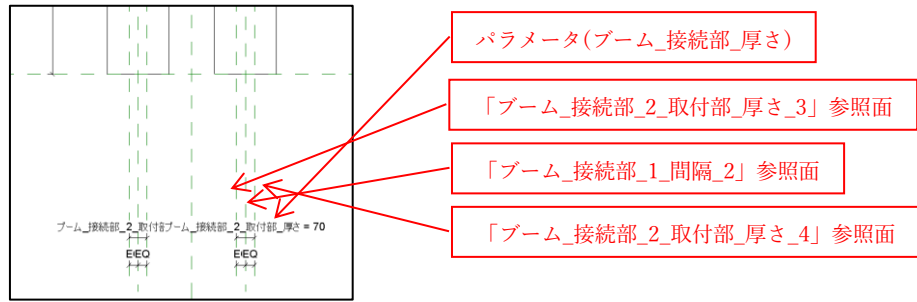 パラメータ(ブーム_接続部_厚さ)
「ブーム_接続部_2_取付部_厚さ_3」参照面
「ブーム_接続部_1_間隔_2」参照面
「ブーム_接続部_2_取付部_厚さ_4」参照面
ブーム_接続部_2_取付部ブーム_接続部_2_取付部_厚さ = 70
EQEQ EQEQ